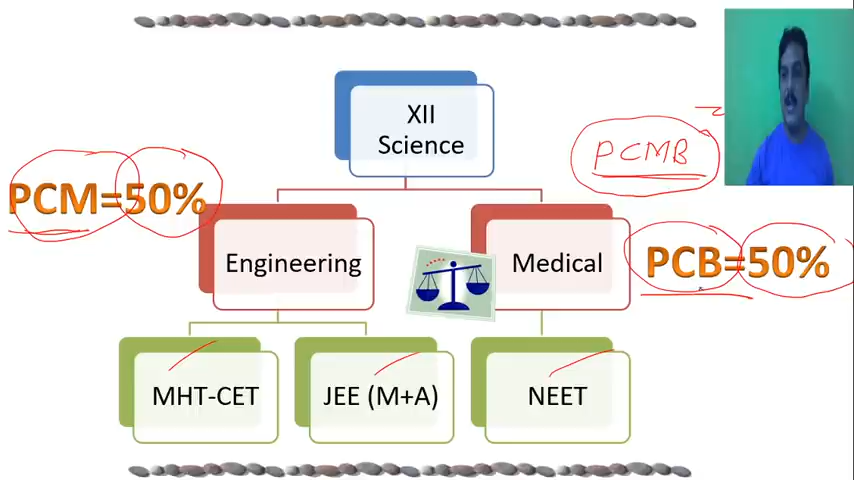 XII
Science
PCMB
PCM=50%
Engineering
Medical
PCB=50%
MHT-CET
JEE (M+A)
NEET